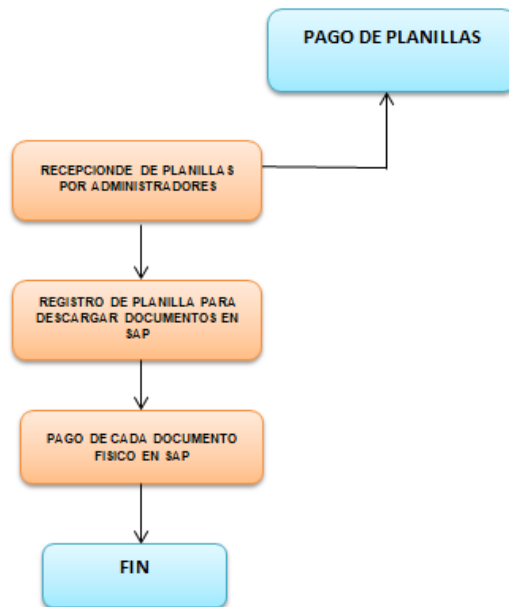 PAGO DE PLANILLAS
RECEPCIONDE DE PLANILLAS
POR ADMINISTRADORES
REGISTRO DE PLANILLA PARA
DESCARGAR DOCUMENTOS EN
SAP
PAGO DE CADA DOCUMENTO
FISICO EN SAP
FIN